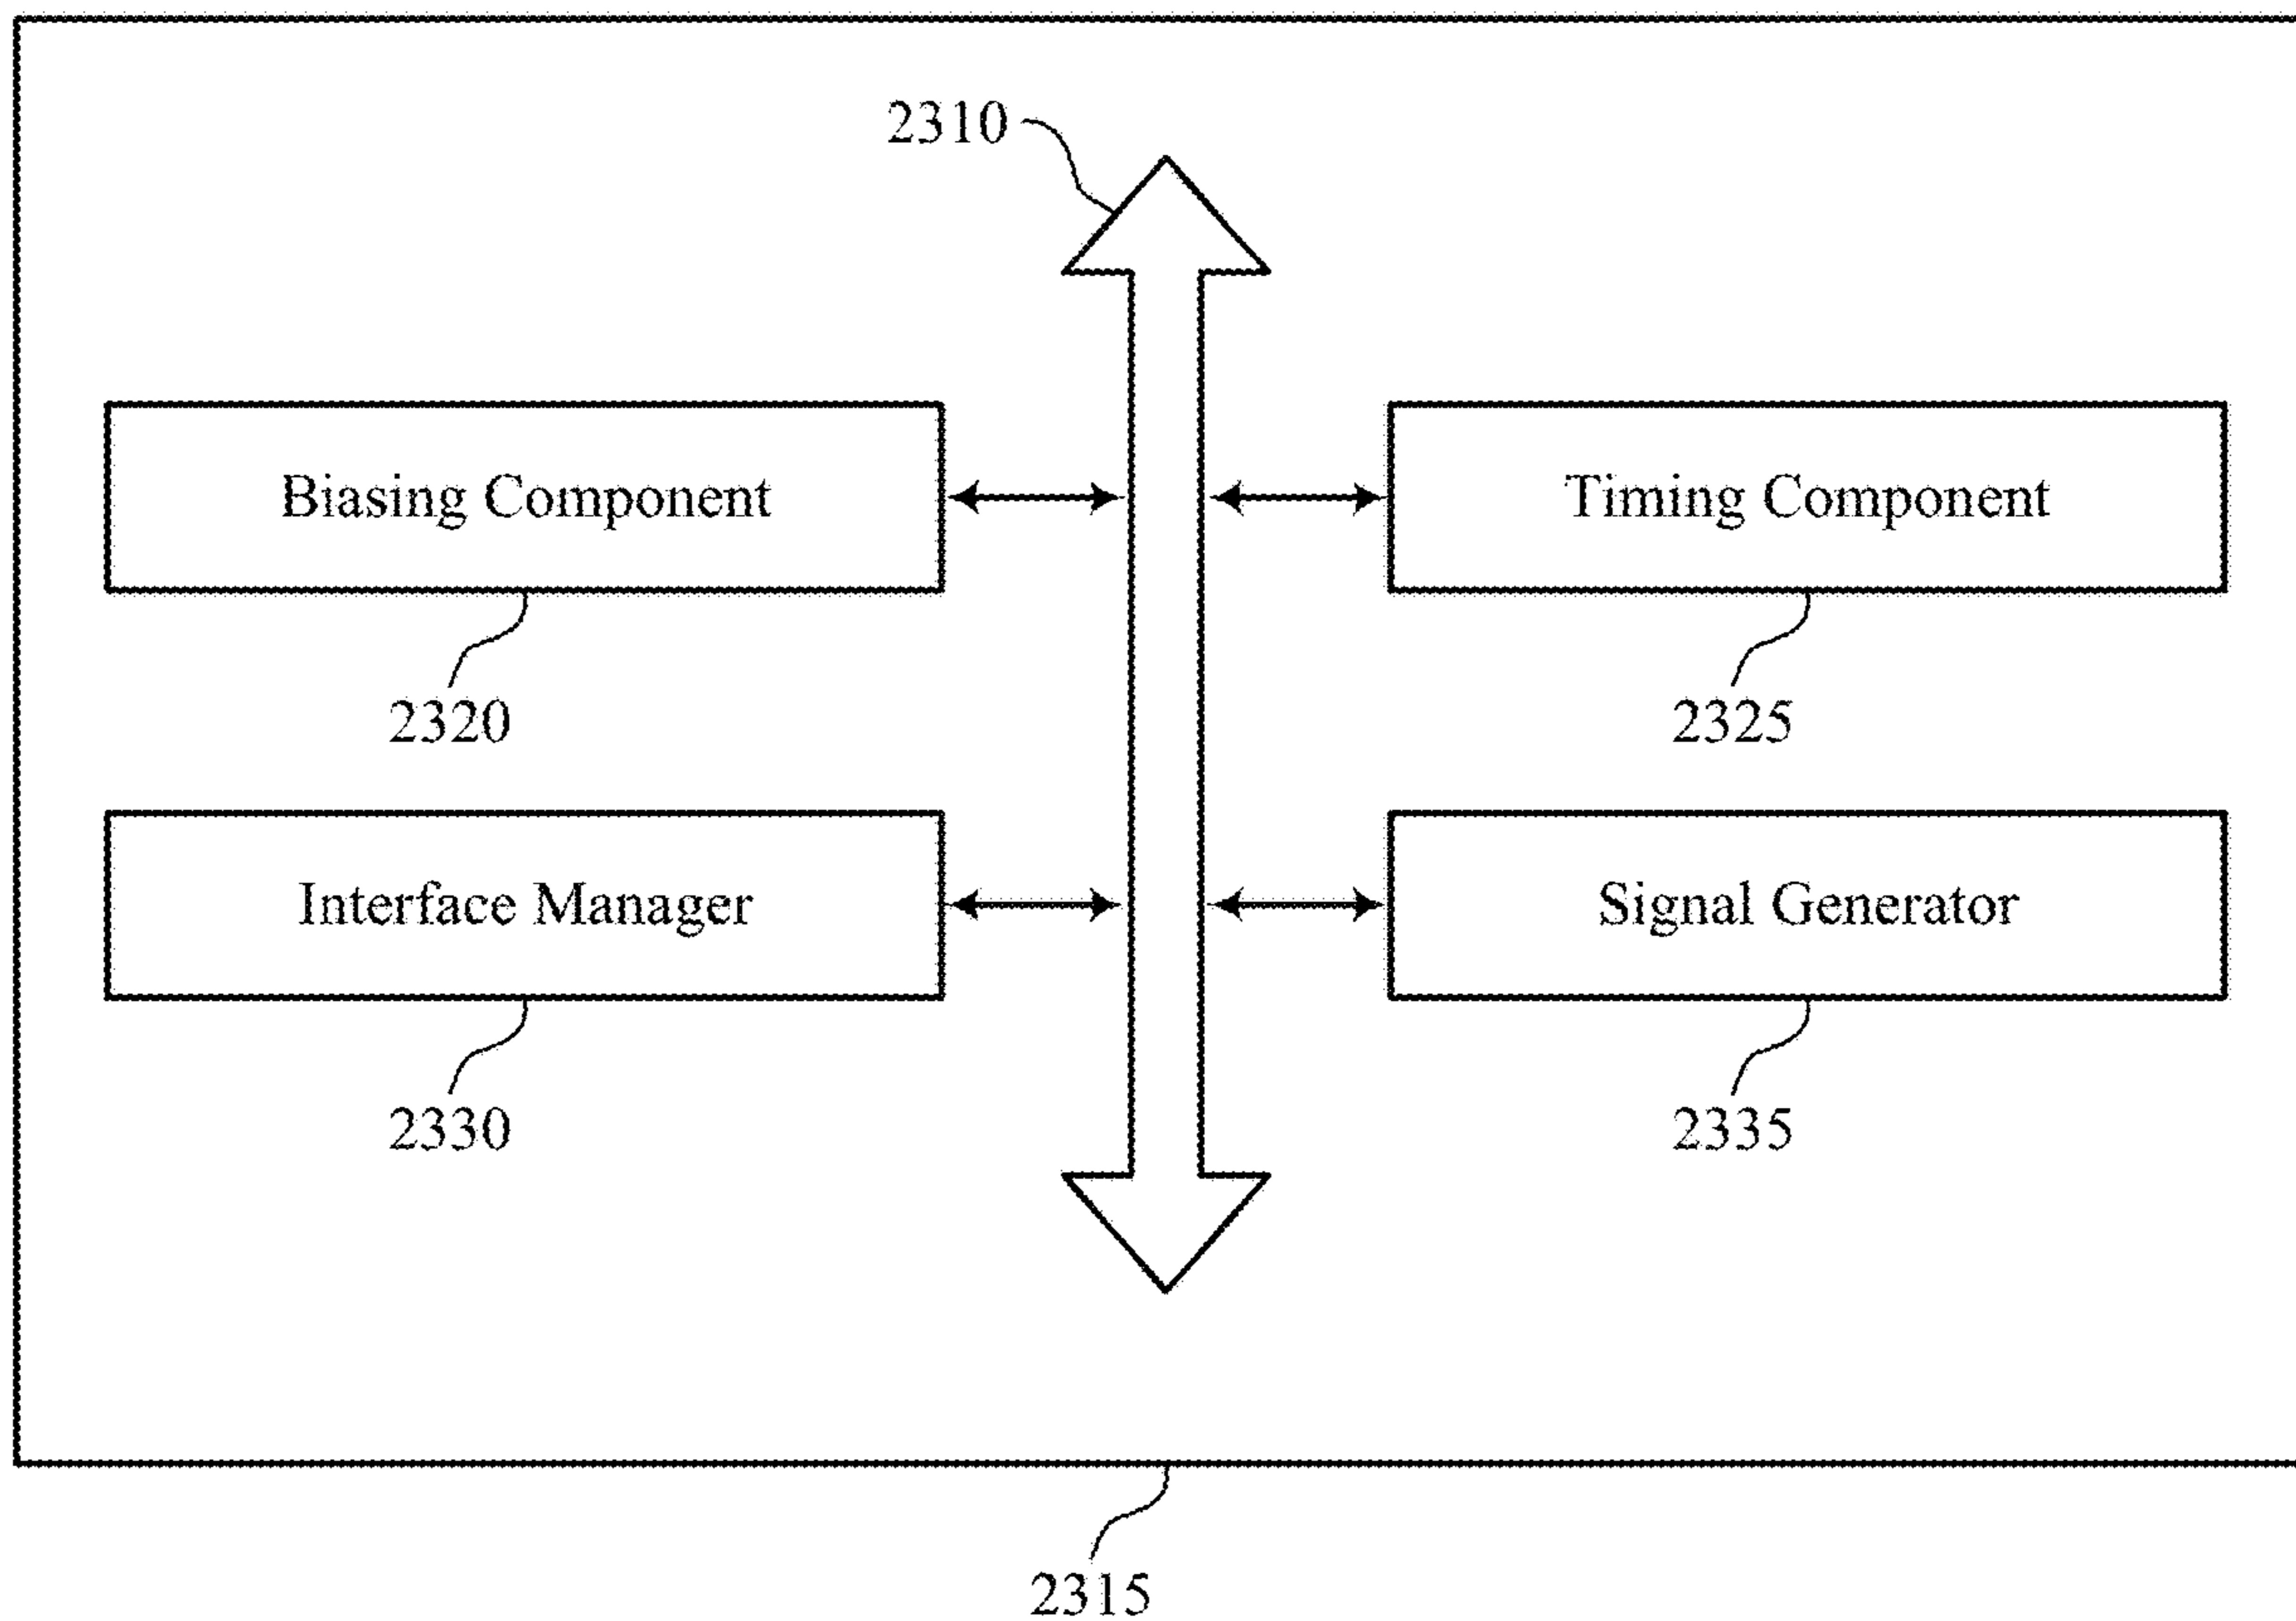 2310
Biasing Component
Timing Component
2320
2325
Interface Manager
Signal Generator
2330
2335
2315